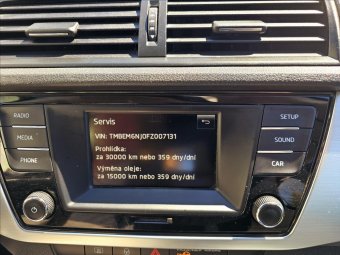 Servis
VIN: TMBEM6NJ0FZ007131
Prohlídka:
za 30000 km nebo 359 dny/dní
Výměna oleje:
za 15000 km nebo 359 dny/dní
RADIO
MEDIA
PHONE
SETUP
SOUND
CAR